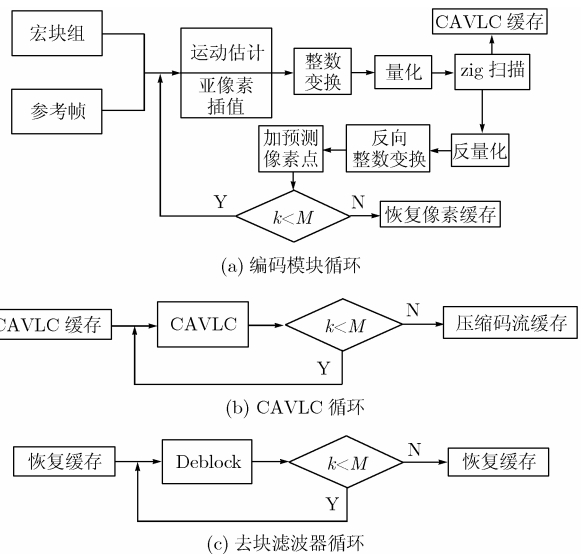 宏块组
参考帧
运动估计
亚像素
插值
整数
变换
量化
CAVLC 缓存
zig 扫描
加预测
像素点
反向
整数变换
反量化
Y
k<M
N
恢复像素缓存
(a) 编码模块循环
CAVLC 缓存
CAVLC
k<M
N
压缩码流缓存
Y
(b) CAVLC 循环
恢复缓存
Deblock
k<M
N
恢复缓存
Y
(c) 去块滤波器循环